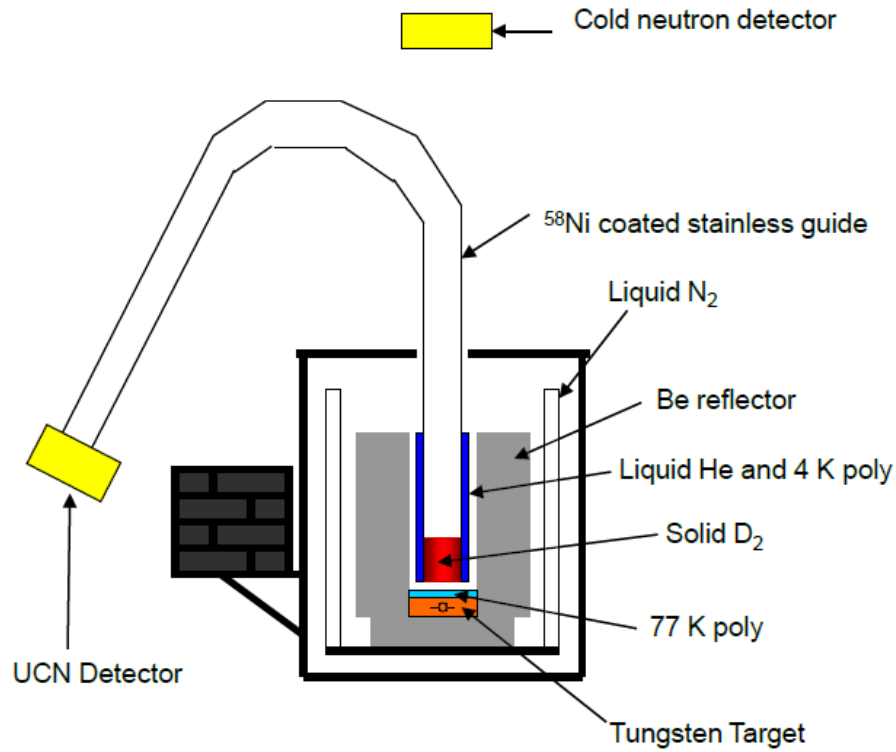 Cold neutron detector
⁵⁸Ni coated stainless guide
Liquid N₂
Be reflector
Liquid He and 4 K poly
Solid D₂
77 K poly
UCN Detector
Tungsten Target